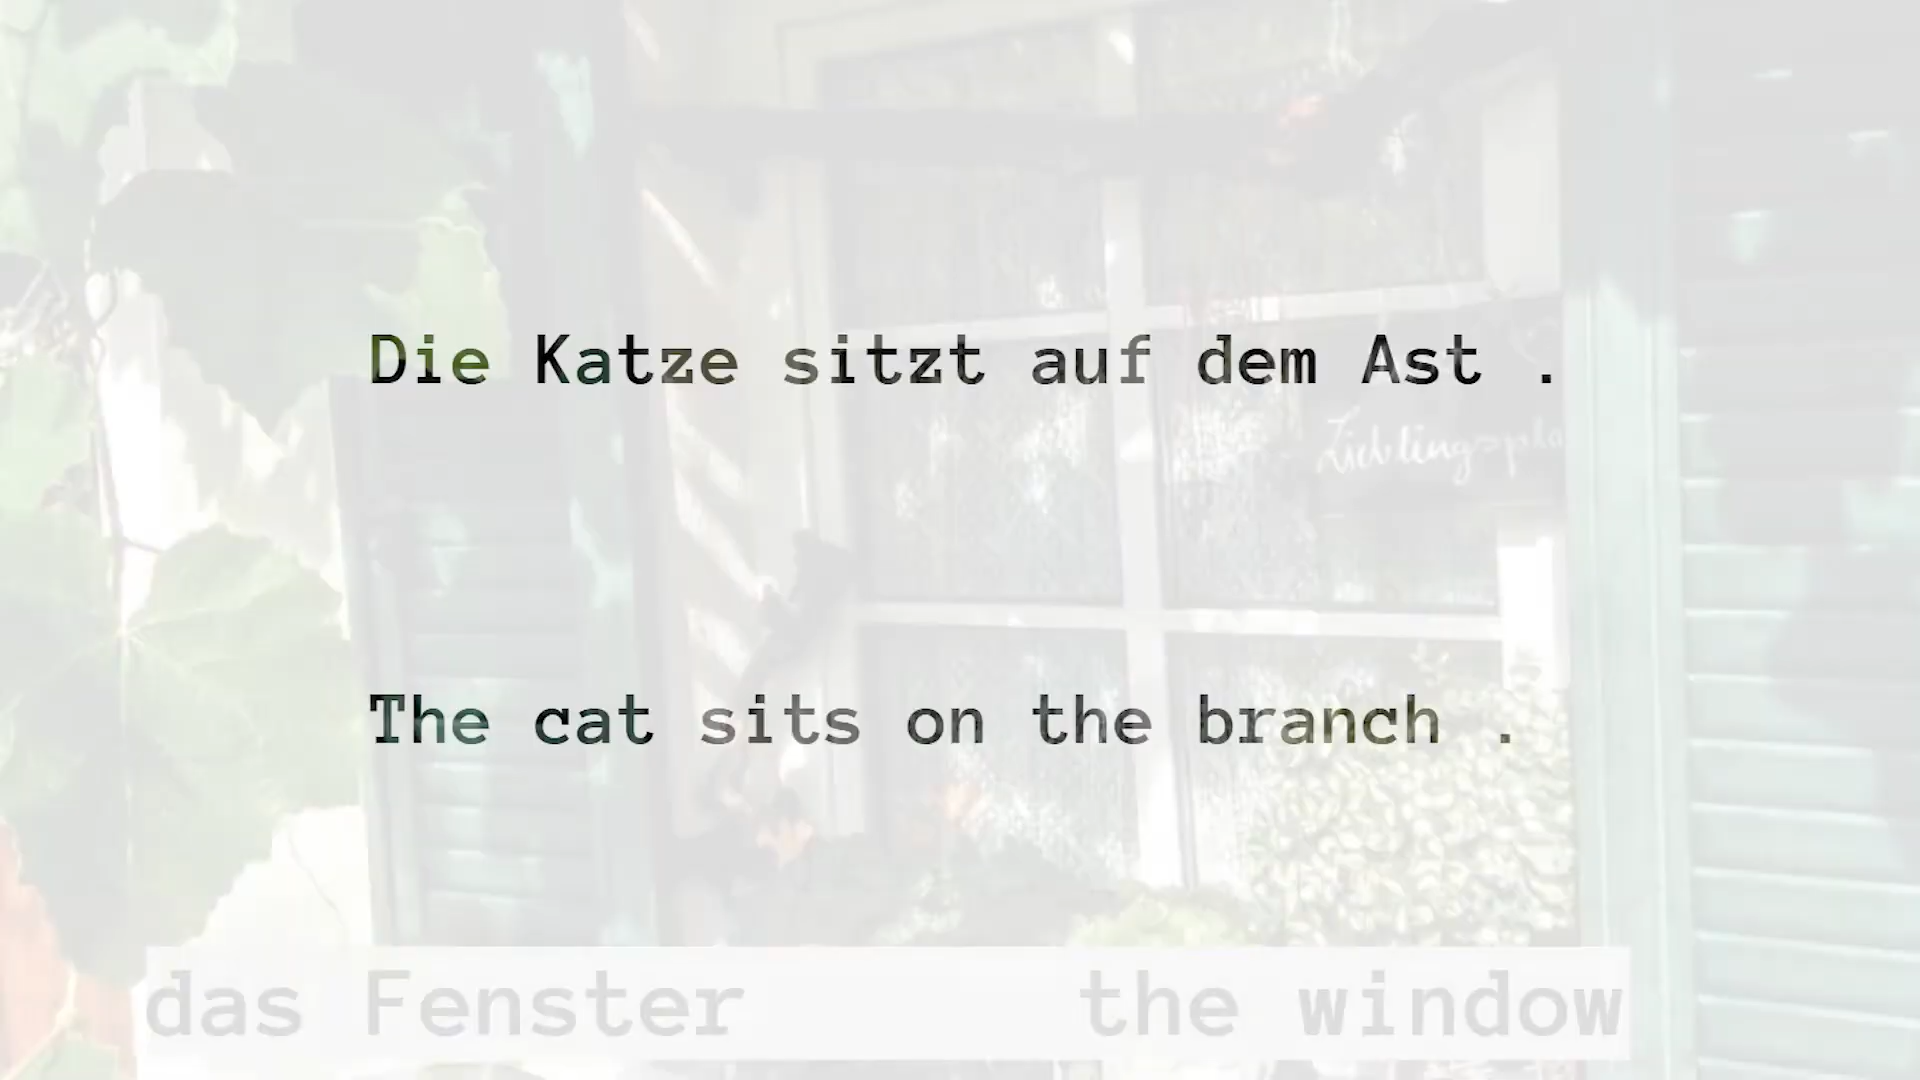 Die Katze sitzt auf dem Ast .
The cat sits on the branch .
das Fenster the window